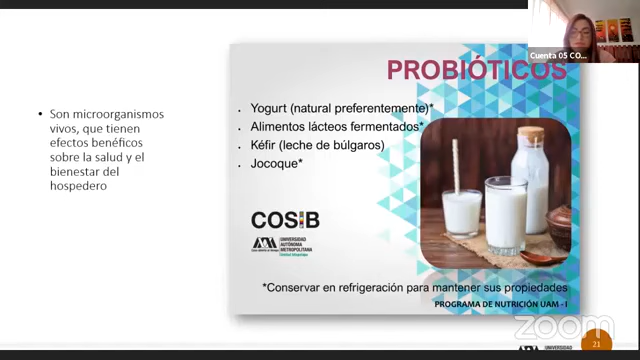 Cuenta 05 CO...
• Son microorganismos
vivos, que tienen
efectos benéficos
sobre la salud y el
bienestar del
hospedero
PROBIÓTICOS
• Yogurt (natural preferentemente)*
• Alimentos lácteos fermentados*
• Kéfir (leche de búlgaros)
• Jocoque*
COSIB
UNIVERSIDAD
AUTÓNOMA
METROPOLITANA
*Conservar en refrigeración para mantener sus propiedades
PROGRAMA DE NUTRICIÓN UAM - I
zoom
UNIVERSIDAD
21